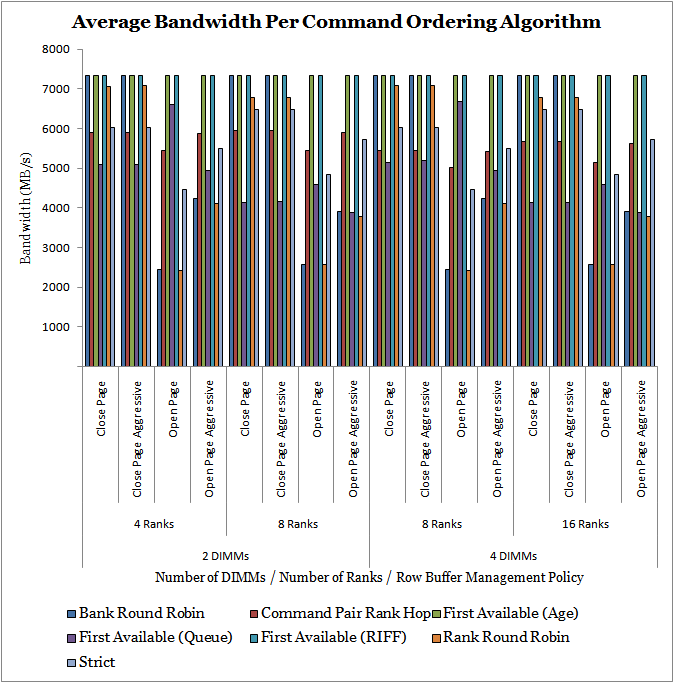 Average Bandwidth Per Command Ordering Algorithm
8000
7000
6000
5000
4000
3000
2000
1000
Bandwidth (MB/s)
Close Page
Close Page Aggressive
Open Page
Open Page Aggressive
Close Page
Close Page Aggressive
Open Page
Open Page Aggressive
Close Page
Close Page Aggressive
Open Page
Open Page Aggressive
Close Page
Close Page Aggressive
Open Page
Open Page Aggressive
4 Ranks 8 Ranks 8 Ranks 16 Ranks
2 DIMMs 4 DIMMs
Number of DIMMs / Number of Ranks / Row Buffer Management Policy
Bank Round Robin Command Pair Rank Hop First Available (Age)
First Available (Queue) First Available (RIFF) Rank Round Robin
Strict